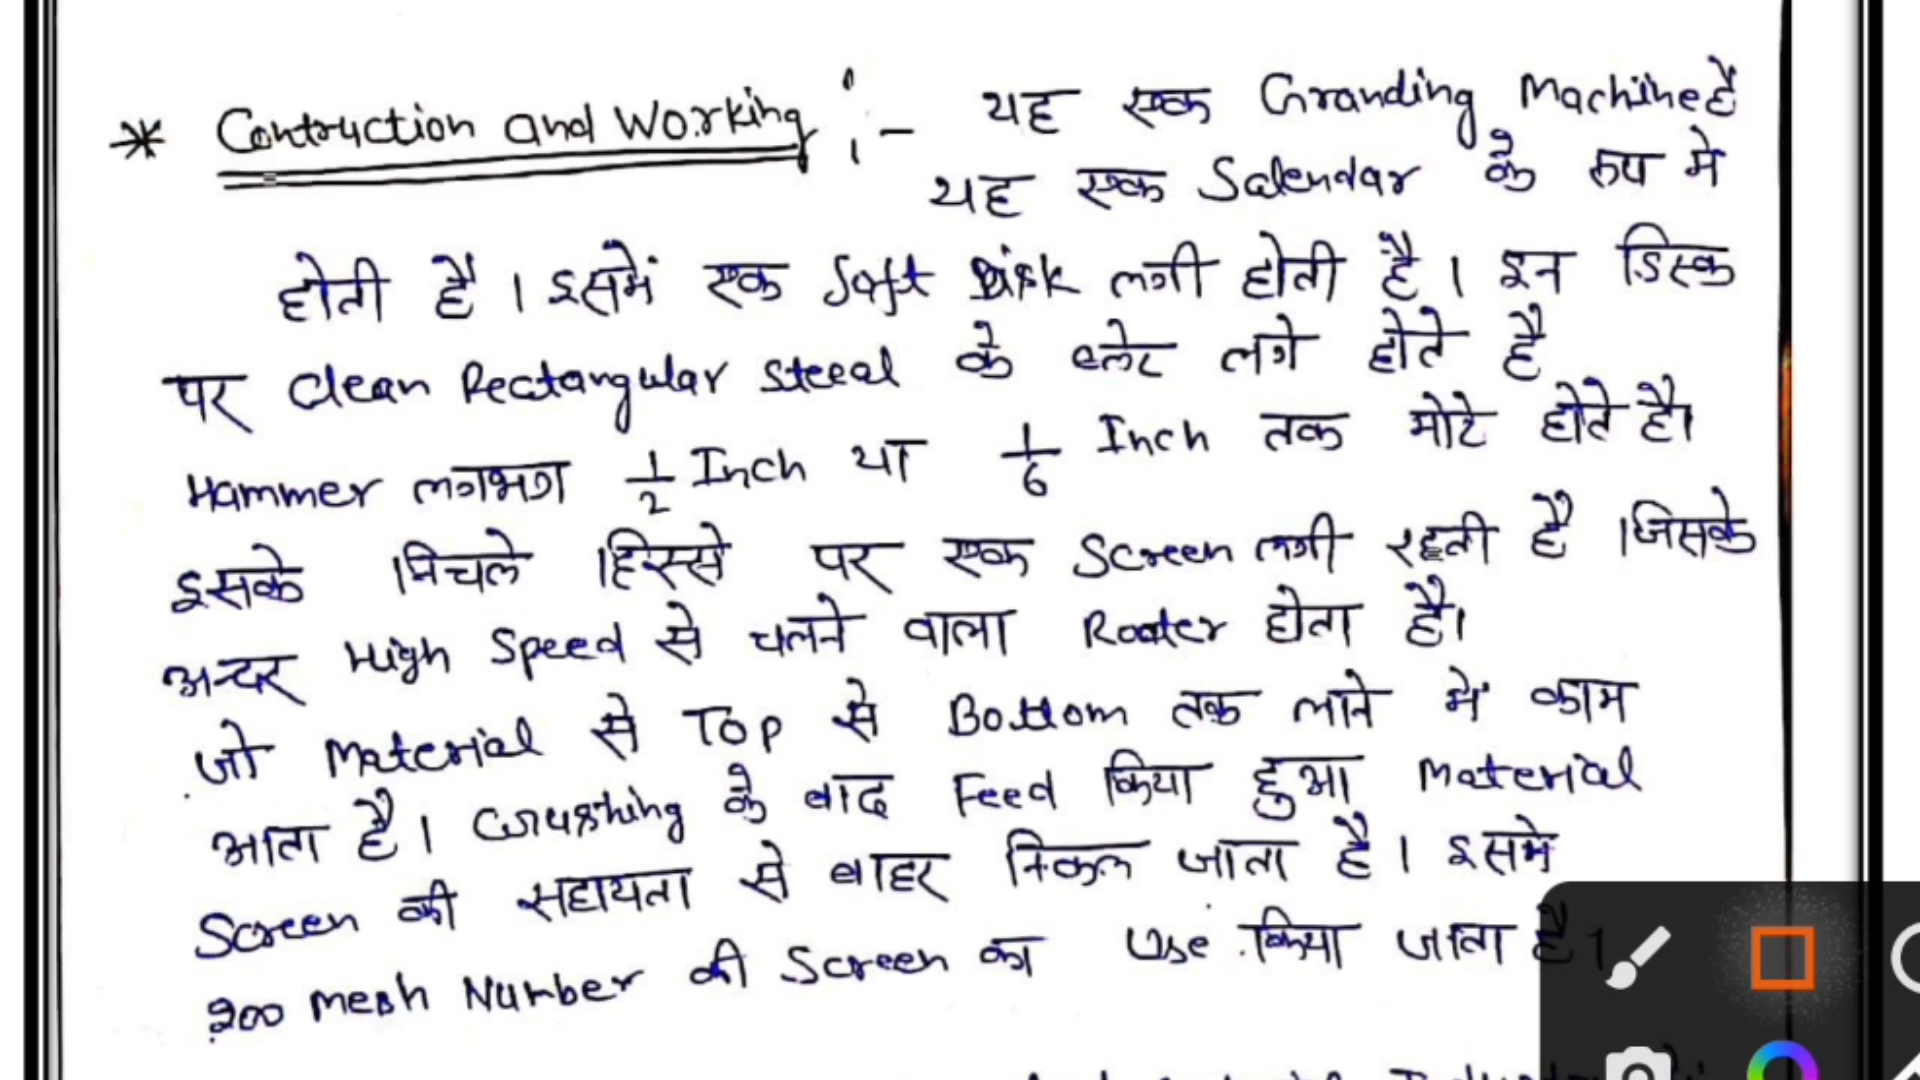 * Contruction and Working :- यह एक Granding Machine है
यह एक Salendar के रूप मे
होती है । इसमें एक Saft Disk लगी होती है । इन डिस्क
पर Clean Rectangular Steeal के प्लेट लगे होते है
Hammer लगभग 1/2 Inch या 1/6 Inch तक मोटे होते है।
इसके निचले हिस्से पर एक Screen लगी रहती है जिसके
अन्दर High Speed से चलने वाला Rooter होता है।
जो Material से Top से Bottom तक लाने में काम
आता है । Crushing के बाद Feed किया हुआ Material
Screen की सहायता से बाहर निकल जाता है । इसमे
200 mesh Number की Screen का Use किया जाता है ।